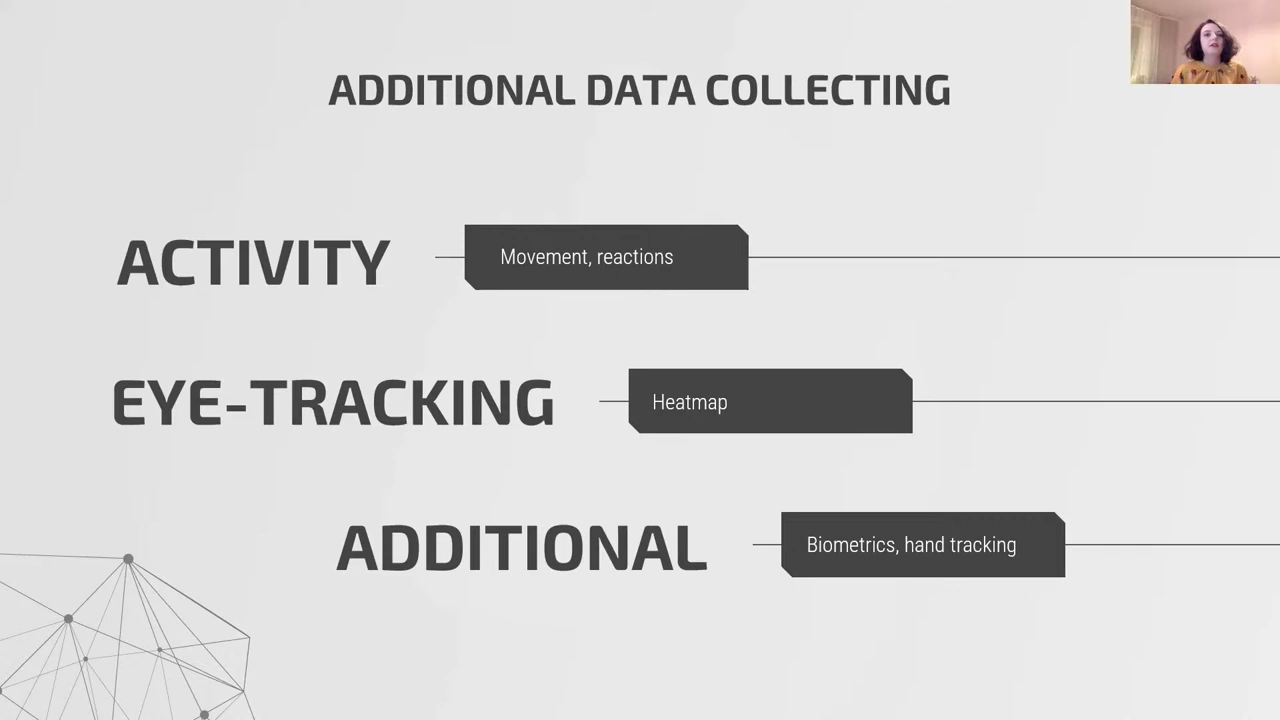 ADDITIONAL DATA COLLECTING
ACTIVITY
Movement, reactions
EYE-TRACKING
Heatmap
ADDITIONAL
Biometrics, hand tracking